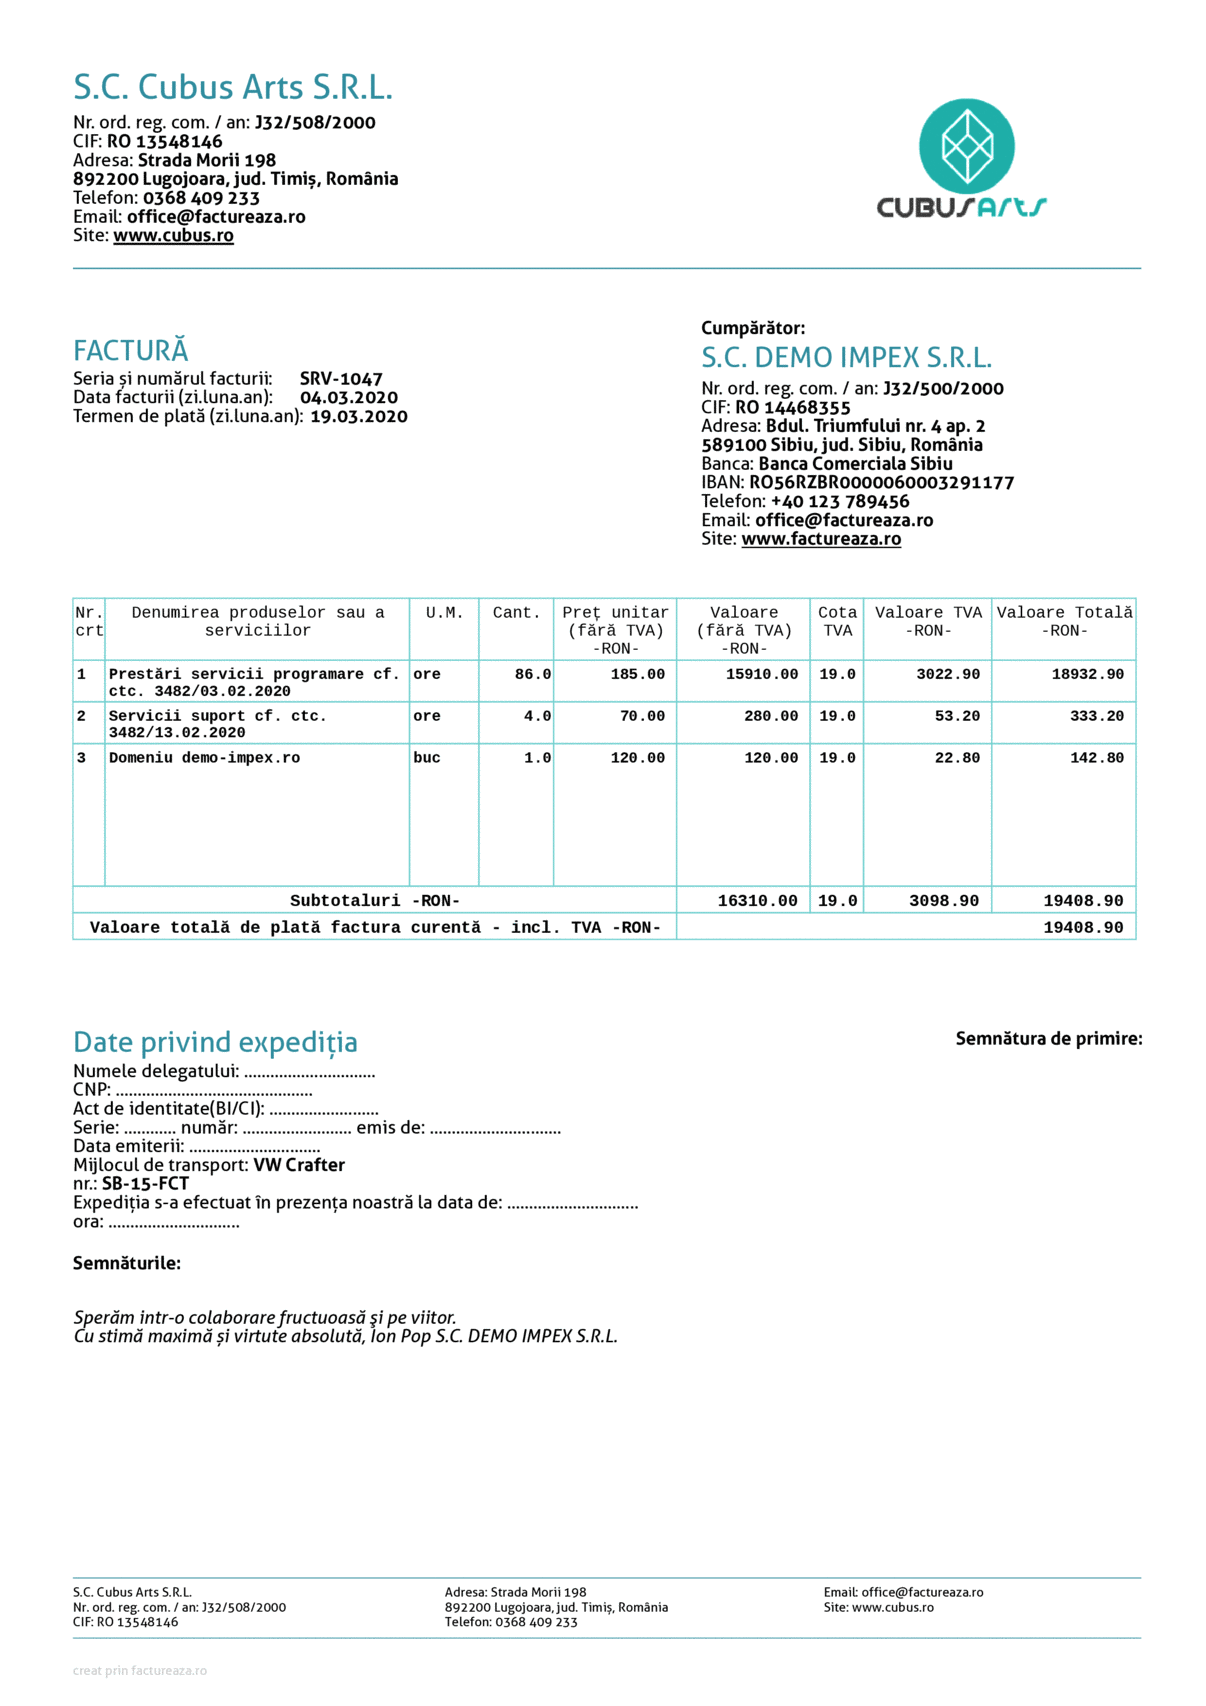 S.C. Cubus Arts S.R.L.
Nr. ord. reg. com. / an: J32/508/2000
CIF: RO 13548146
Adresa: Strada Morii 198
892200 Lugojoara, jud. Timiș, România
Telefon: 0368 409 233
Email: office@factureaza.ro
Site: www.cubus.ro
CUBUSArts
FACTURĂ
Seria și numărul facturii: SRV-1047
Data facturii (zi.luna.an): 04.03.2020
Termen de plată (zi.luna.an): 19.03.2020
Cumpărător:
S.C. DEMO IMPEX S.R.L.
Nr. ord. reg. com. / an: J32/500/2000
CIF: RO 14468355
Adresa: Bdul. Triumfului nr. 4 ap. 2
589100 Sibiu, jud. Sibiu, România
Banca: Banca Comerciala Sibiu
IBAN: RO56RZBR0000060003291177
Telefon: +40 123 789456
Email: office@factureaza.ro
Site: www.factureaza.ro
Nr. Denumirea produselor sau a U.M. Cant. Preţ unitar Valoare Cota Valoare TVA Valoare Totală
crt serviciilor (fără TVA) (fără TVA) TVA -RON- -RON-
-RON- -RON-
1 Prestări servicii programare cf. ore 86.0 185.00 15910.00 19.0 3022.90 18932.90
ctc. 3482/03.02.2020
2 Servicii suport cf. ctc. ore 4.0 70.00 280.00 19.0 53.20 333.20
3482/13.02.2020
3 Domeniu demo-impex.ro buc 1.0 120.00 120.00 19.0 22.80 142.80
Subtotaluri -RON- 16310.00 19.0 3098.90 19408.90
Valoare totală de plată factura curentă - incl. TVA -RON- 19408.90
Date privind expediția
Numele delegatului: ..............................
CNP: .............................................
Act de identitate(BI/CI): .........................
Serie: ............ număr: ......................... emis de: ..............................
Data emiterii: ..............................
Mijlocul de transport: VW Crafter
nr.: SB-15-FCT
Expediția s-a efectuat în prezența noastră la data de: ..............................
ora: ..............................
Semnăturile:
Semnătura de primire:
Sperăm intr-o colaborare fructuoasă şi pe viitor.
Cu stimă maximă și virtute absolută, Ion Pop S.C. DEMO IMPEX S.R.L.
S.C. Cubus Arts S.R.L.
Nr. ord. reg. com. / an: J32/508/2000
CIF: RO 13548146
Adresa: Strada Morii 198
892200 Lugojoara, jud. Timiș, România
Telefon: 0368 409 233
Email: office@factureaza.ro
Site: www.cubus.ro
creat prin factureaza.ro